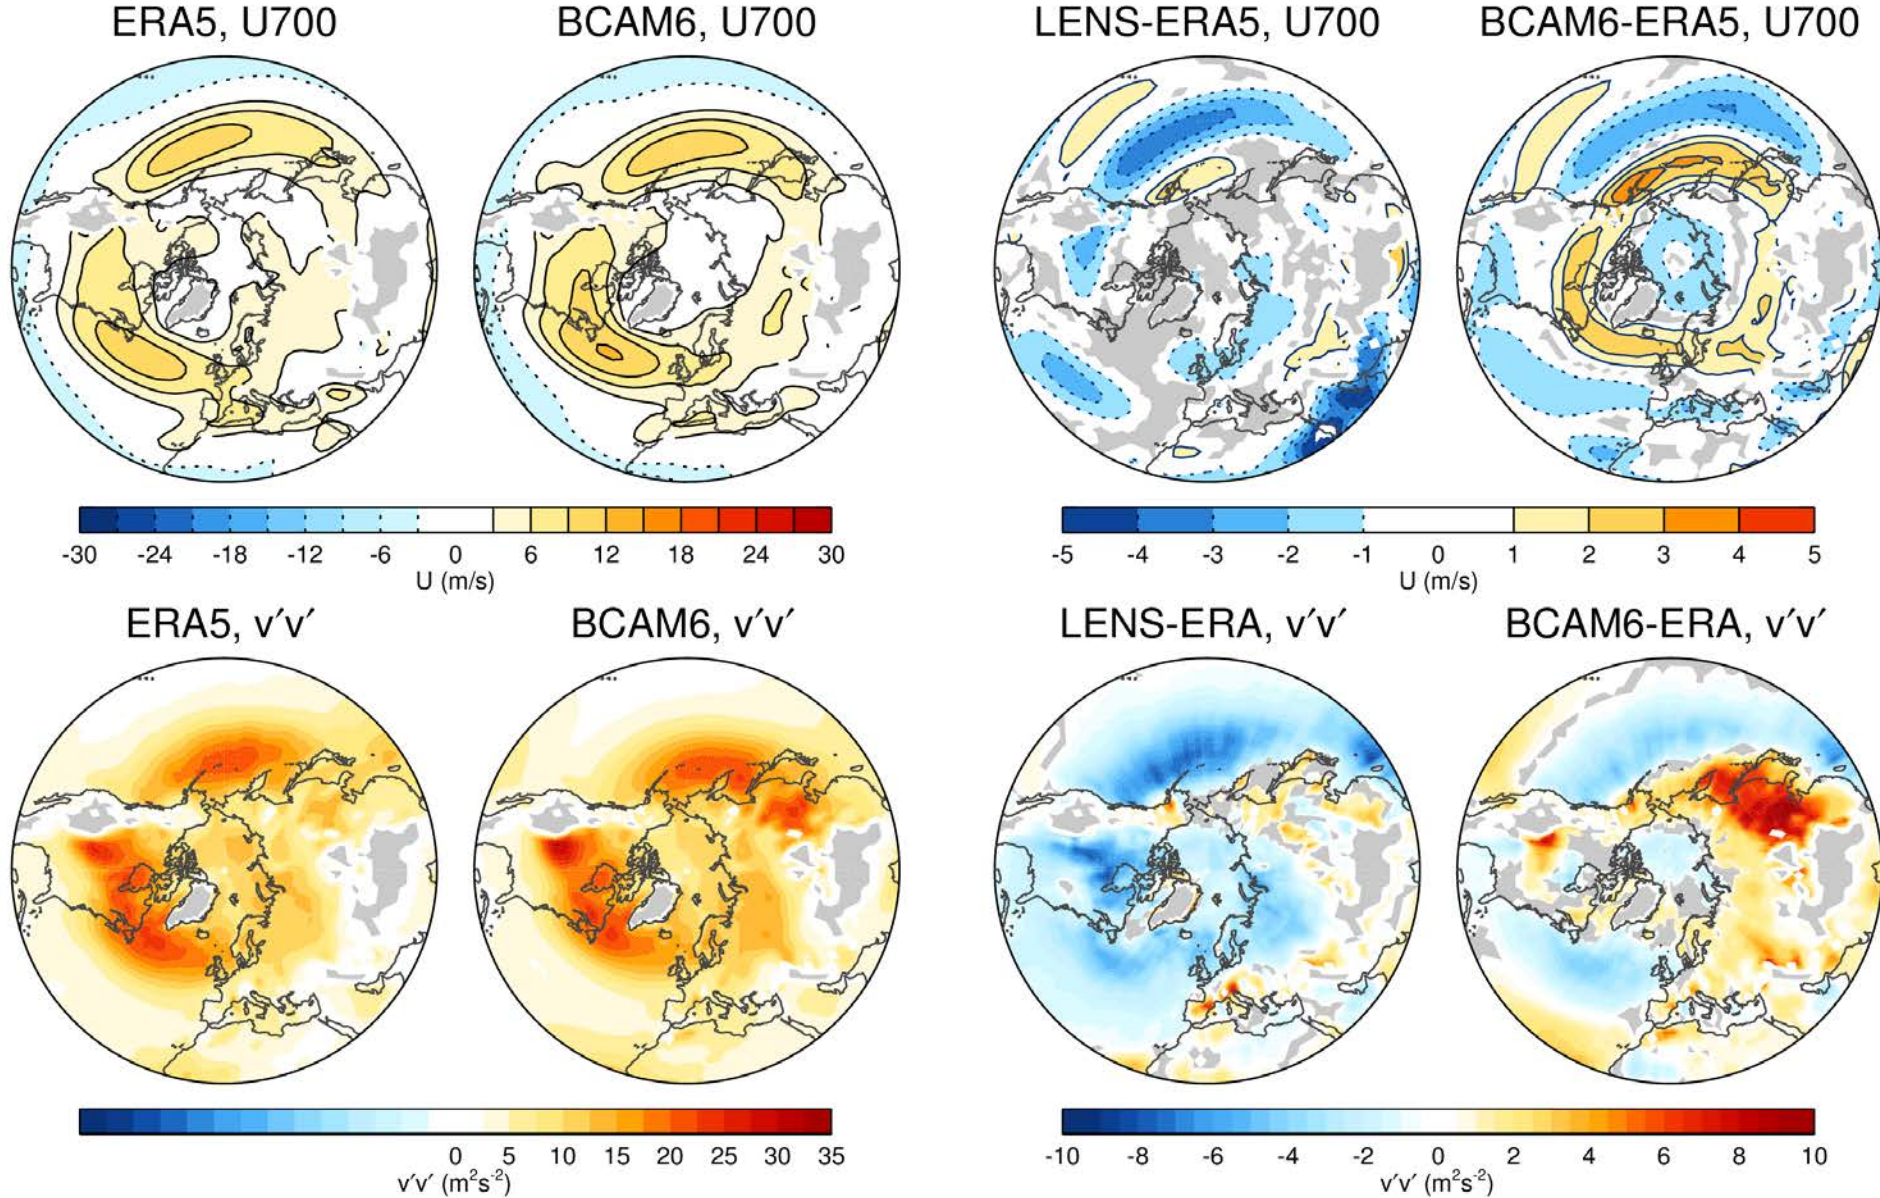 ERA5, U700
BCAM6, U700
LENS-ERA5, U700
BCAM6-ERA5, U700
-30 -24 -18 -12 -6 0 6 12 18 24 30
U (m/s)
-5 -4 -3 -2 -1 0 1 2 3 4 5
U (m/s)
ERA5, v′v′
BCAM6, v′v′
LENS-ERA, v′v′
BCAM6-ERA, v′v′
0 5 10 15 20 25 30 35
v′v′ (m²s⁻²)
-10 -8 -6 -4 -2 0 2 4 6 8 10
v′v′ (m²s⁻²)